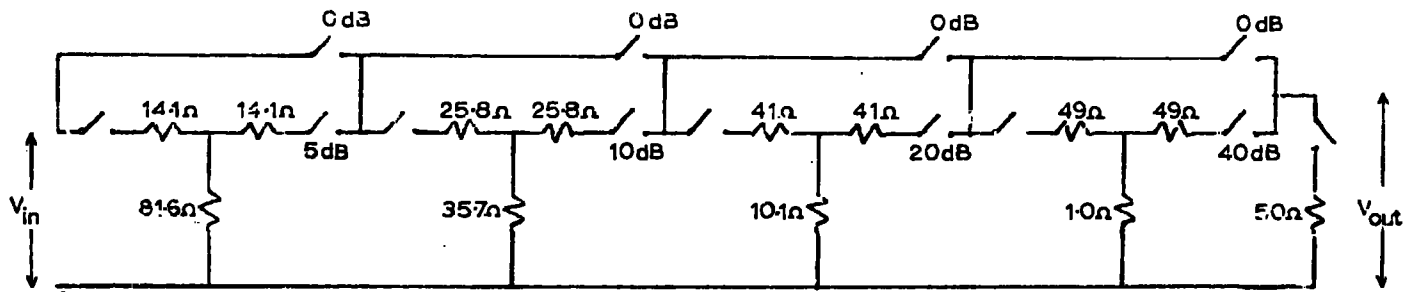 0dB 0dB 0dB 0dB
14·1Ω 14·1Ω 25·8Ω 25·8Ω 41Ω 41Ω 49Ω 49Ω
5dB 10dB 20dB 40dB
Vin 81·6Ω 35·7Ω 10·1Ω 1·0Ω 50Ω Vout